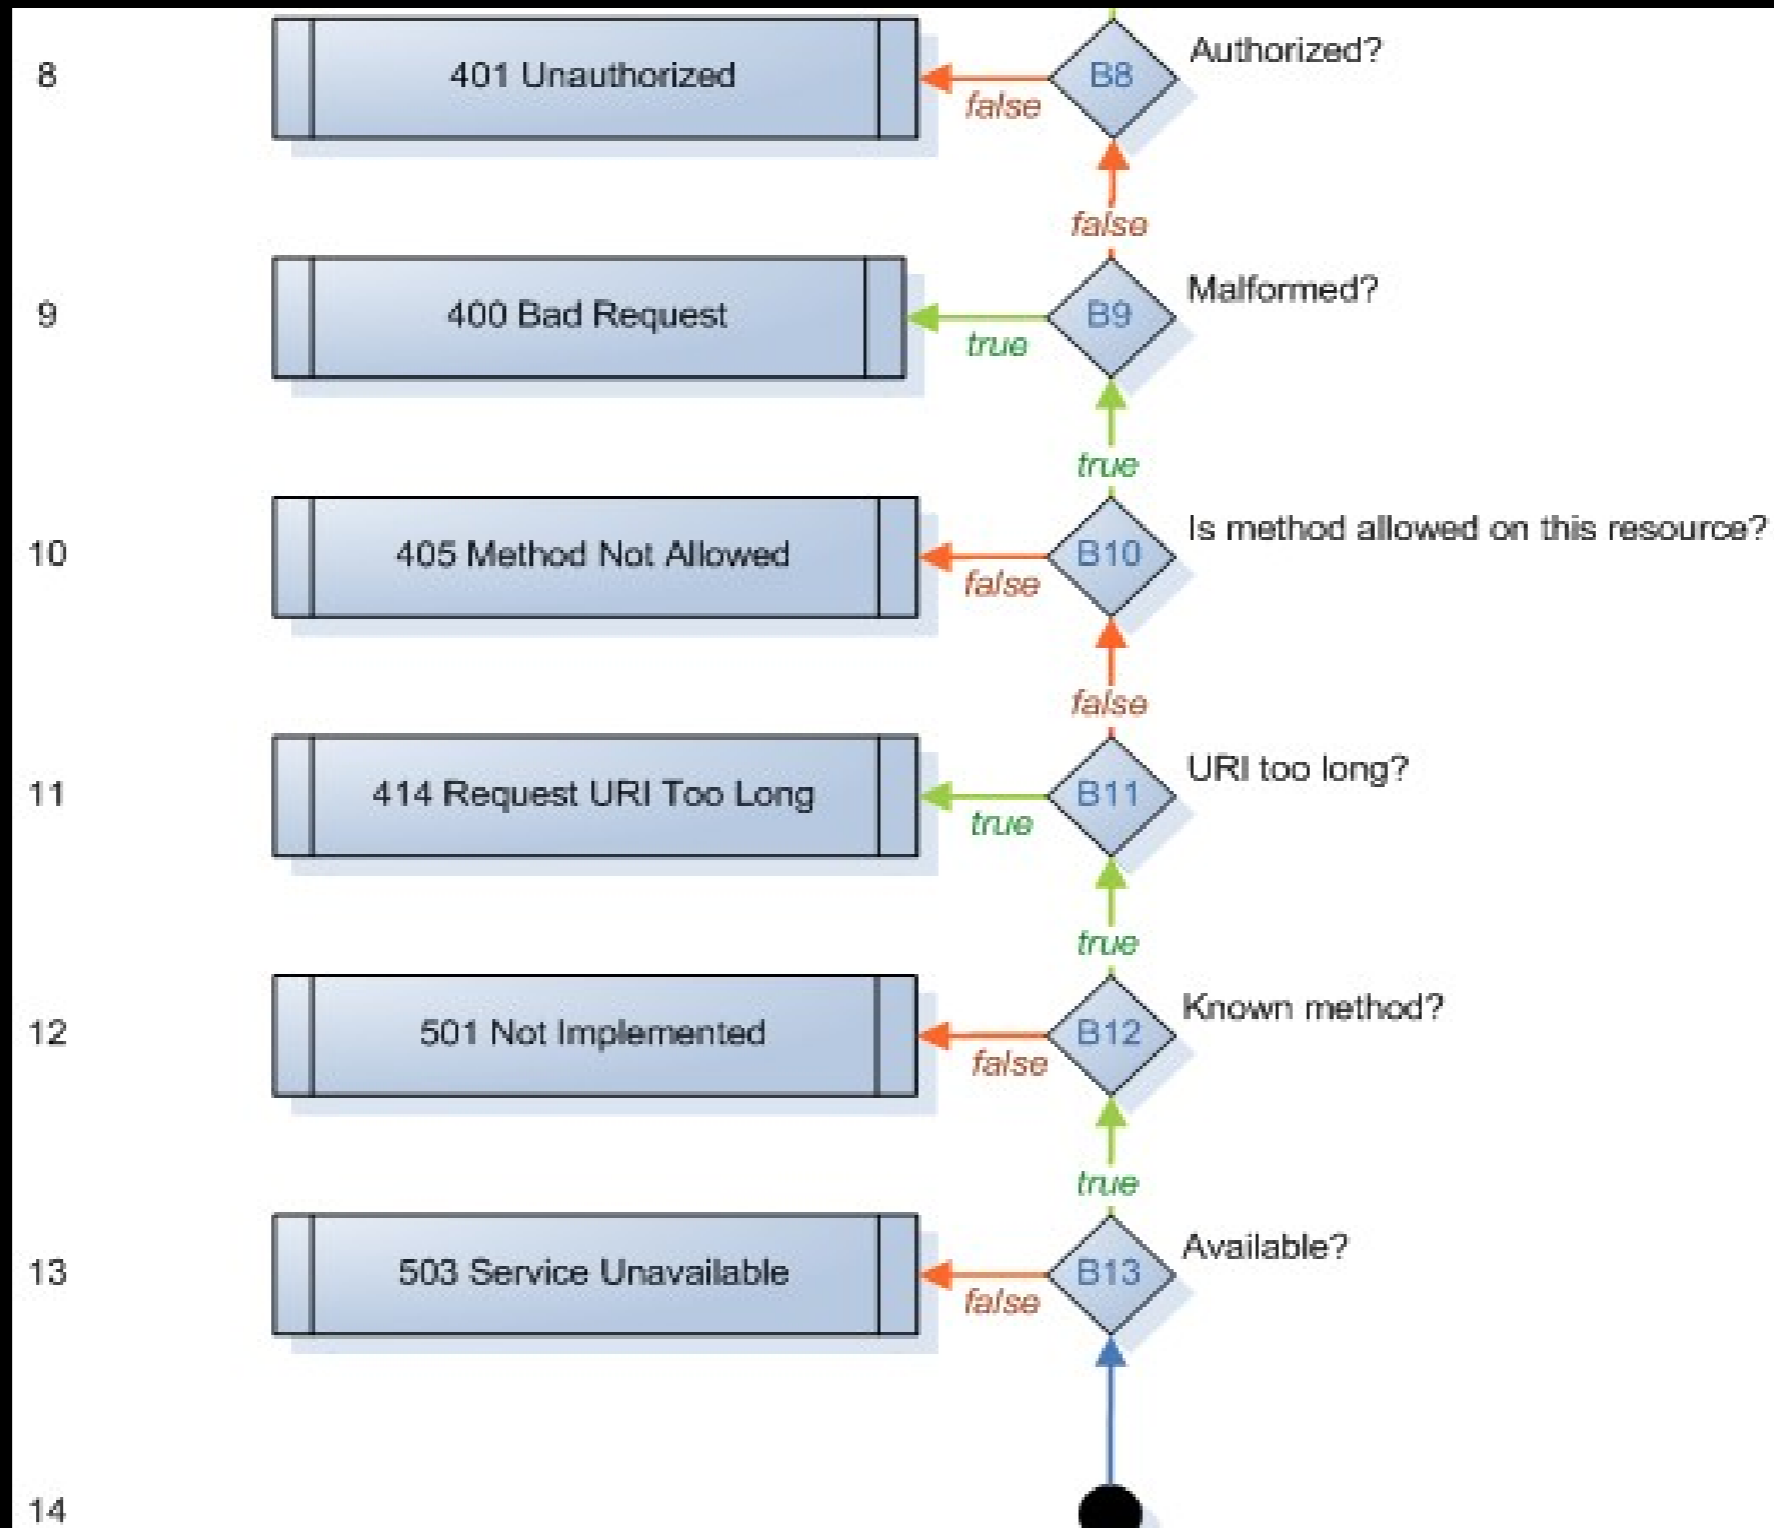 8
401 Unauthorized
B8
Authorized?
false
false
9
400 Bad Request
B9
Malformed?
true
true
10
405 Method Not Allowed
B10
Is method allowed on this resource?
false
false
11
414 Request URI Too Long
B11
URI too long?
true
true
12
501 Not Implemented
B12
Known method?
false
true
13
503 Service Unavailable
B13
Available?
false
14